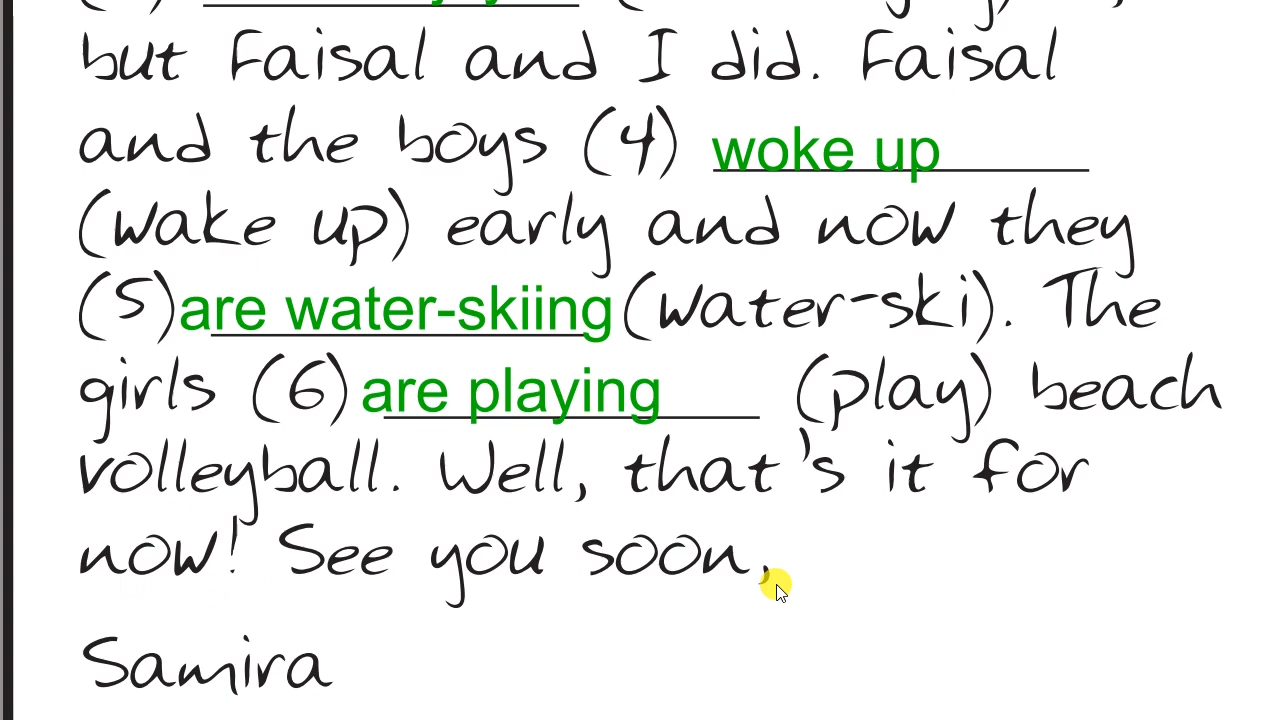 but Faisal and I did. Faisal
and the boys (4) woke up
(wake up) early and now they
(5) are water-skiing (water-ski). The
girls (6) are playing (play) beach
volleyball. Well, that's it for
now! See you soon,
Samira